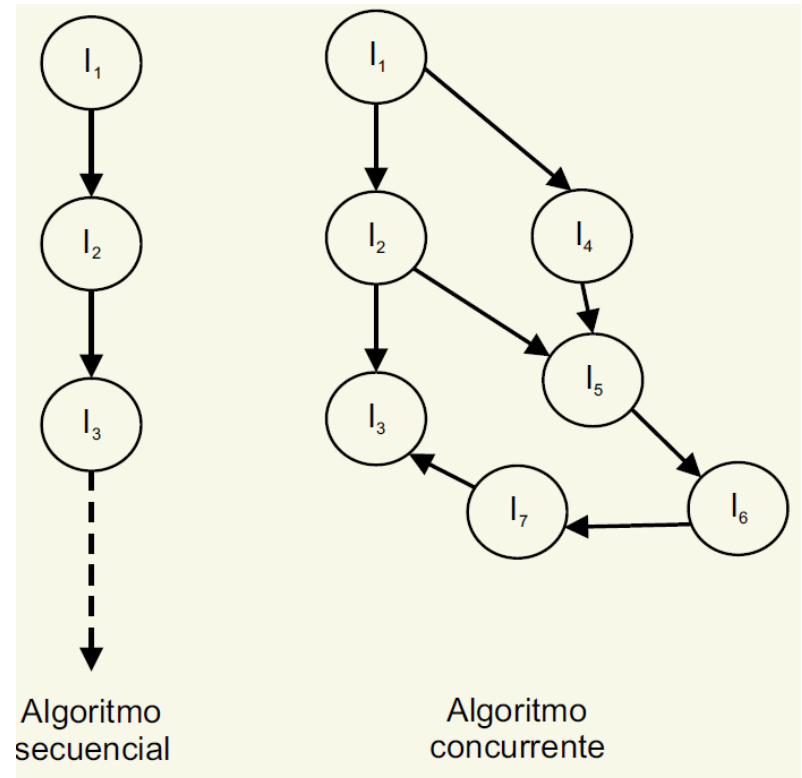 I₁
I₂
I₃
Algoritmo
secuencial
I₁
I₂
I₄
I₅
I₃
I₇
I₆
Algoritmo
concurrente